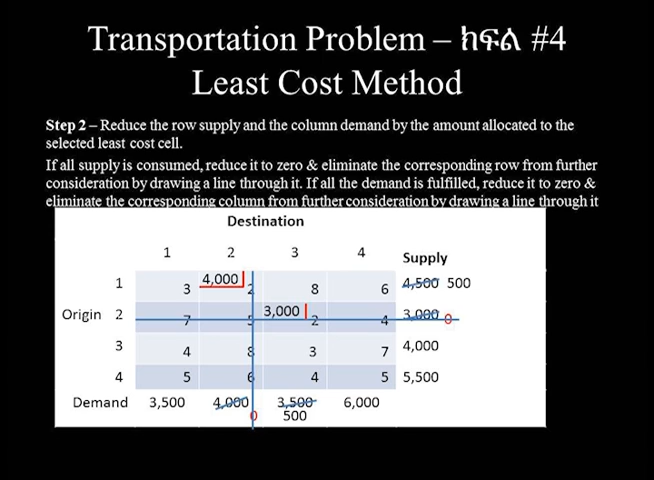 Transportation Problem – ክፍል #4
Least Cost Method
Step 2 – Reduce the row supply and the column demand by the amount allocated to the
selected least cost cell.
If all supply is consumed, reduce it to zero & eliminate the corresponding row from further
consideration by drawing a line through it. If all the demand is fulfilled, reduce it to zero &
eliminate the corresponding column from further consideration by drawing a line through it
Destination
1 2 3 4 Supply
1 3 4,000 2 8 6 4,500 500
Origin 2 7 5 3,000 2 4 3,000 0
3 4 8 3 7 4,000
4 5 6 4 5 5,500
Demand 3,500 4,000 3,500 6,000
0 500